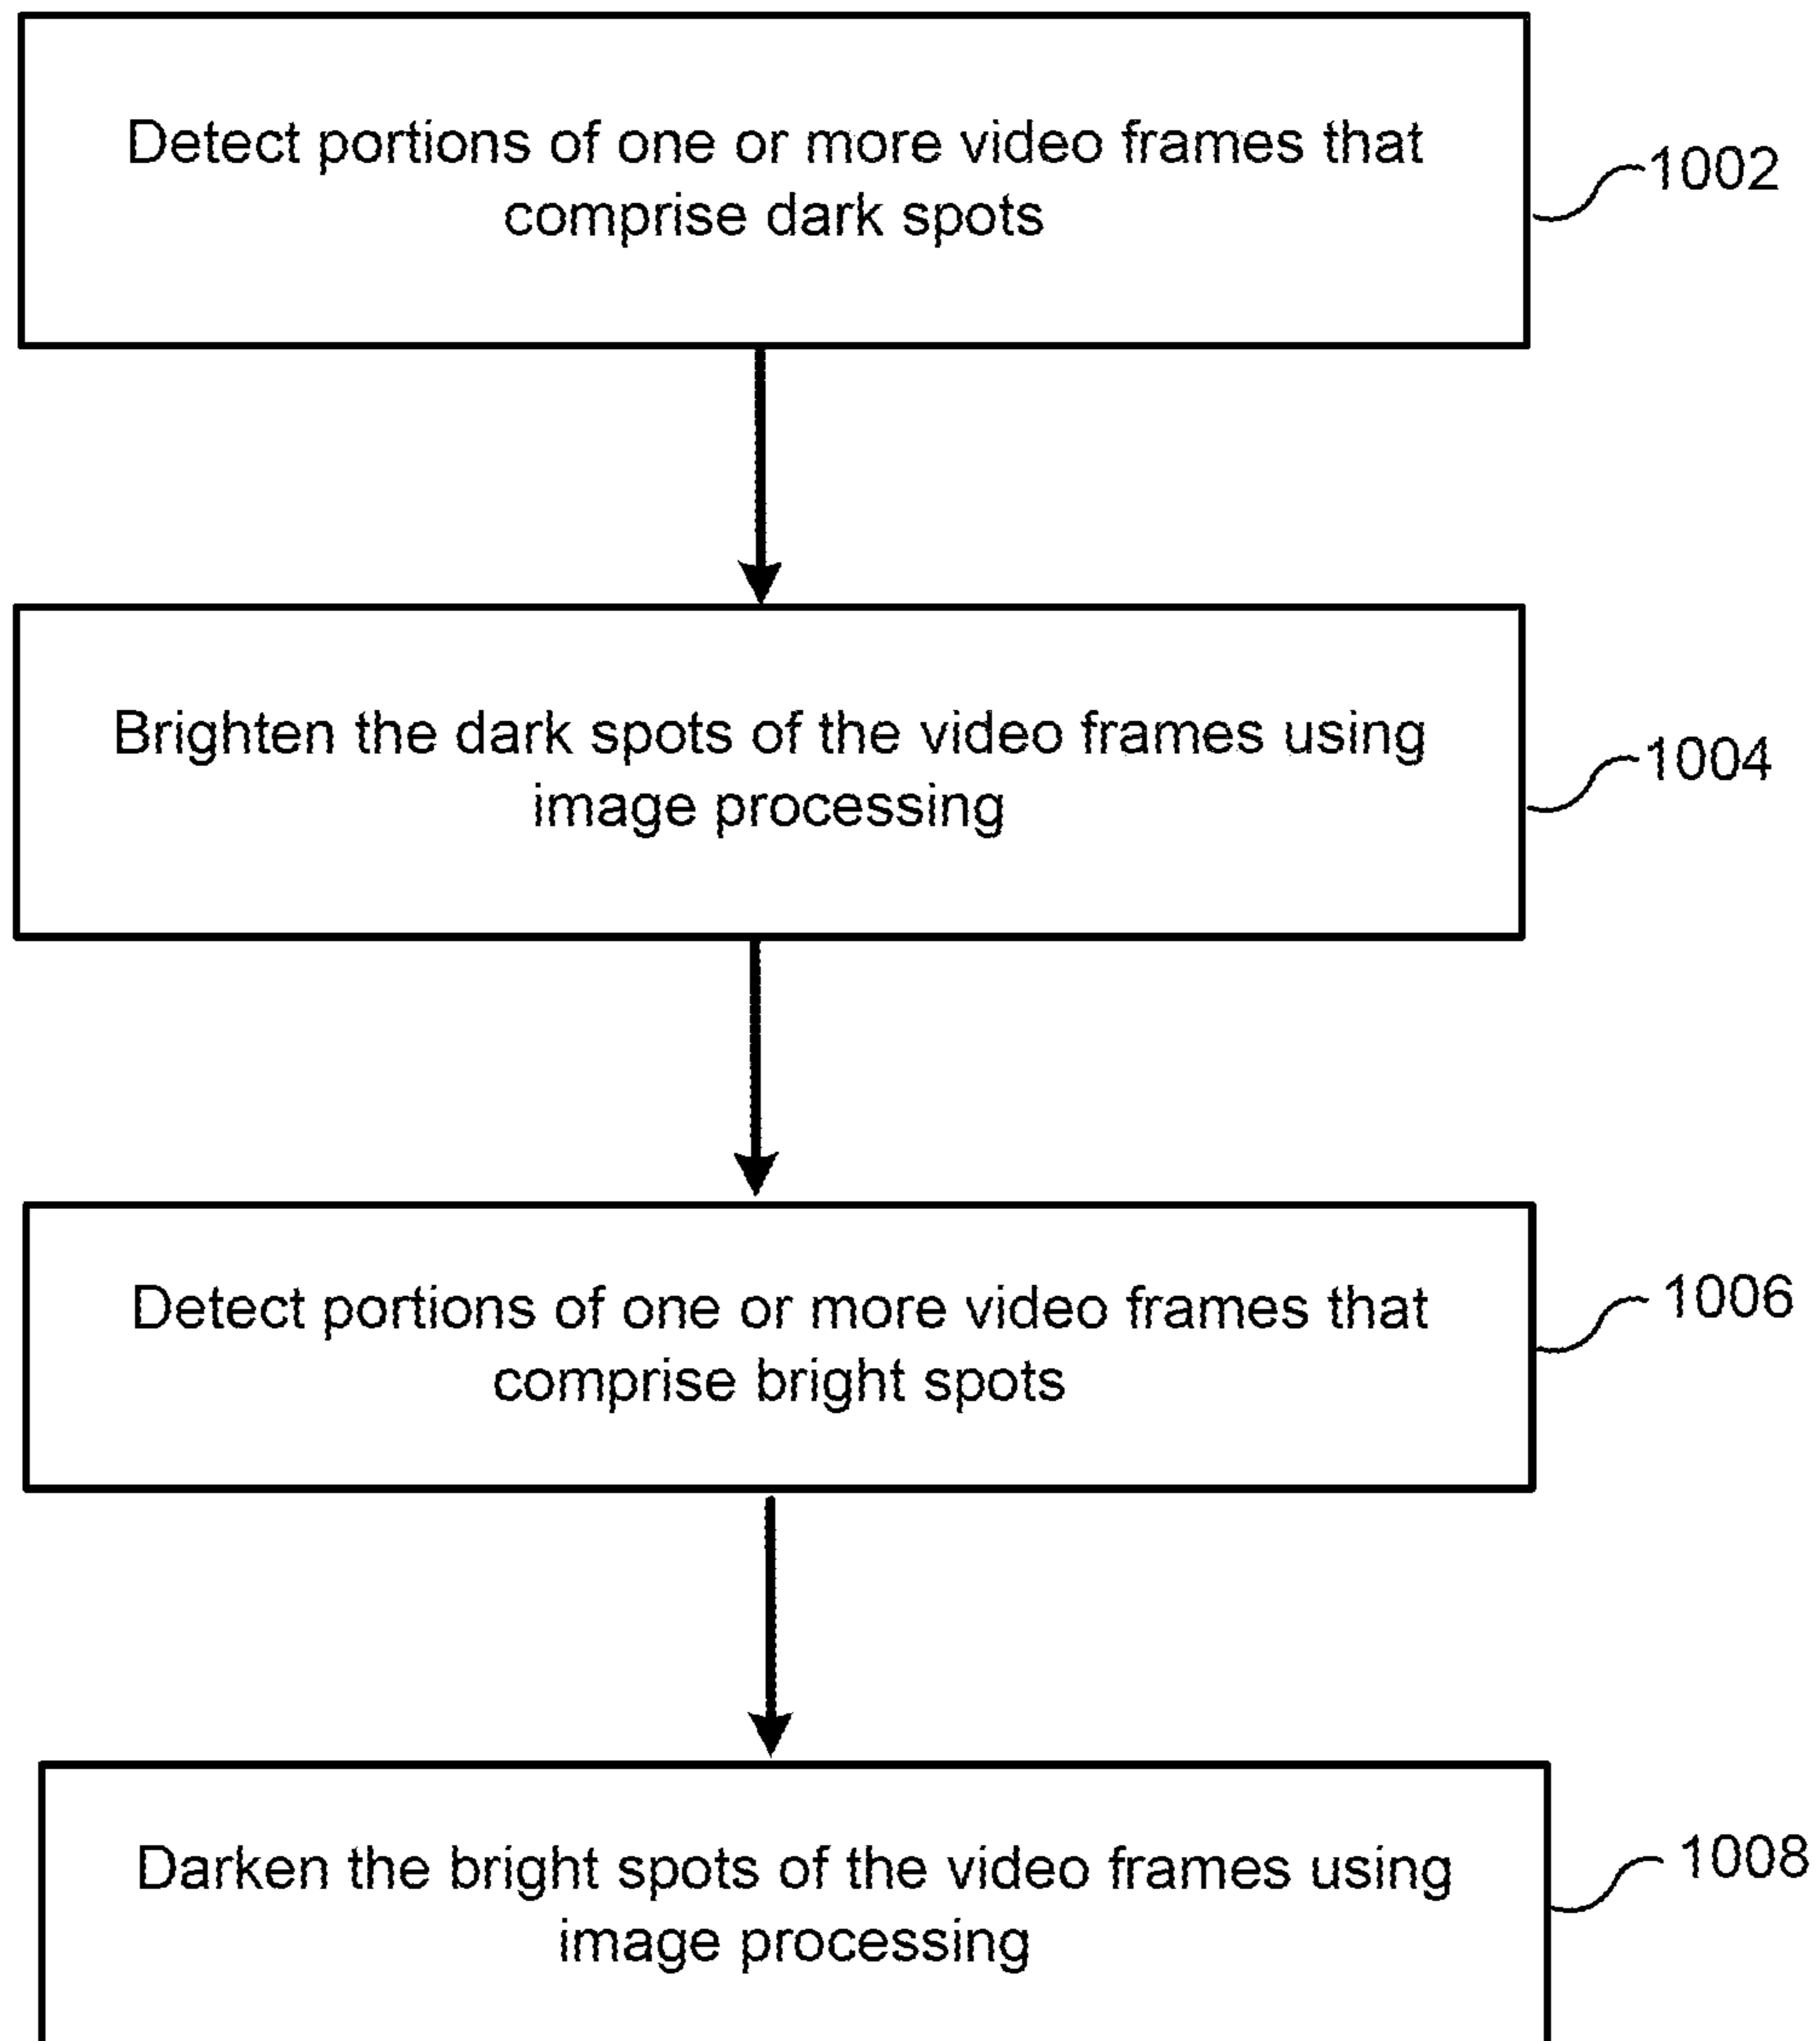 Detect portions of one or more video frames that
comprise dark spots
1002
Brighten the dark spots of the video frames using
image processing
1004
Detect portions of one or more video frames that
comprise bright spots
1006
Darken the bright spots of the video frames using
image processing
1008